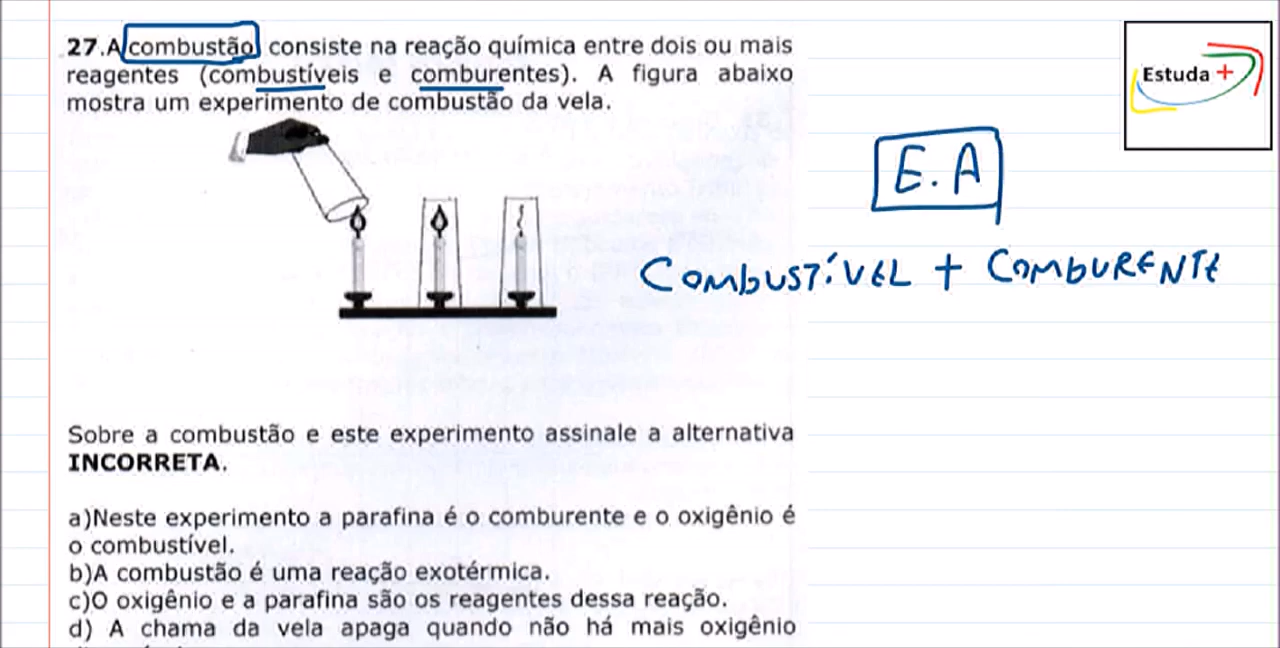 27.A combustão consiste na reação química entre dois ou mais
reagentes (combustíveis e comburentes). A figura abaixo
mostra um experimento de combustão da vela.
Estuda +
E.A
COMBUSTÍVEL + COMBURENTE
Sobre a combustão e este experimento assinale a alternativa
INCORRETA.
a)Neste experimento a parafina é o comburente e o oxigênio é
o combustível.
b)A combustão é uma reação exotérmica.
c)O oxigênio e a parafina são os reagentes dessa reação.
d) A chama da vela apaga quando não há mais oxigênio